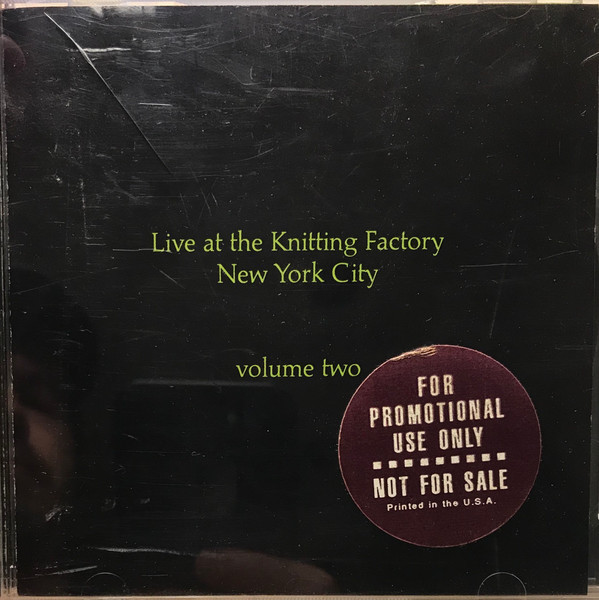 Live at the Knitting Factory
New York City
volume two
FOR
PROMOTIONAL
USE ONLY
NOT FOR SALE
Printed in the U.S.A.